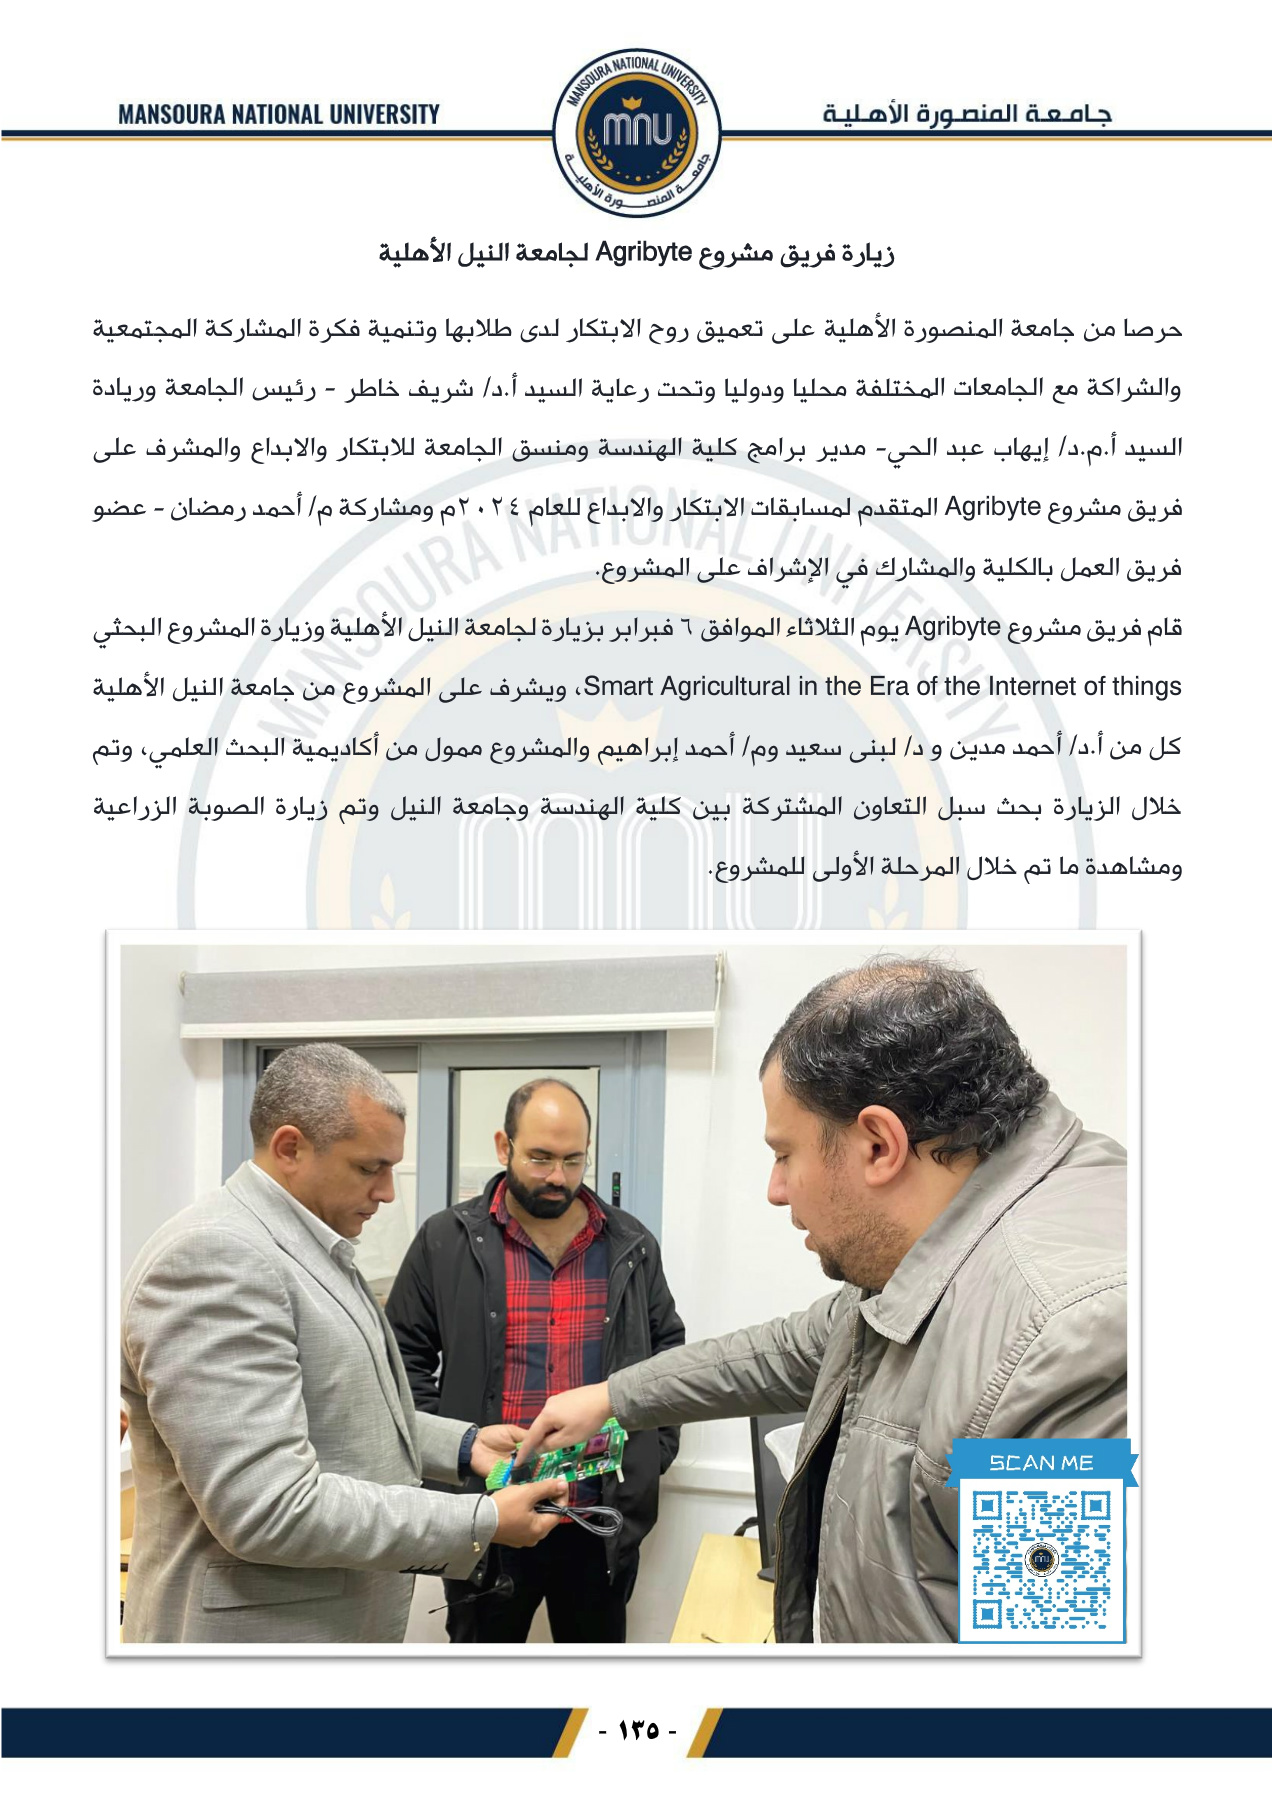 MANSOURA NATIONAL UNIVERSITY
جامعة المنصورة الأهلية
MANSOURA NATIONAL UNIVERSITY
mnu
جامعة المنصورة الأهلية
زيارة فريق مشروع Agribyte لجامعة النيل الأهلية
حرصا من جامعة المنصورة الأهلية على تعميق روح الابتكار لدى طلابها وتنمية فكرة المشاركة المجتمعية
والشراكة مع الجامعات المختلفة محليا ودوليا وتحت رعاية السيد أ.د/ شريف خاطر - رئيس الجامعة وريادة
السيد أ.م.د/ إيهاب عبد الحي- مدير برامج كلية الهندسة ومنسق الجامعة للابتكار والابداع والمشرف على
فريق مشروع Agribyte المتقدم لمسابقات الابتكار والابداع للعام ٢٠٢٤م ومشاركة م/ أحمد رمضان - عضو
فريق العمل بالكلية والمشارك في الإشراف على المشروع.
قام فريق مشروع Agribyte يوم الثلاثاء الموافق ٦ فبراير بزيارة لجامعة النيل الأهلية وزيارة المشروع البحثي
Smart Agricultural in the Era of the Internet of things، ويشرف على المشروع من جامعة النيل الأهلية
كل من أ.د/ أحمد مدين و د/ لبنى سعيد وم/ أحمد إبراهيم والمشروع ممول من أكاديمية البحث العلمي، وتم
خلال الزيارة بحث سبل التعاون المشتركة بين كلية الهندسة وجامعة النيل وتم زيارة الصوبة الزراعية
ومشاهدة ما تم خلال المرحلة الأولى للمشروع.
MANSOURA NATIONAL UNIVERSITY
mnu
SCAN ME
mnu
- ١٣٥ -